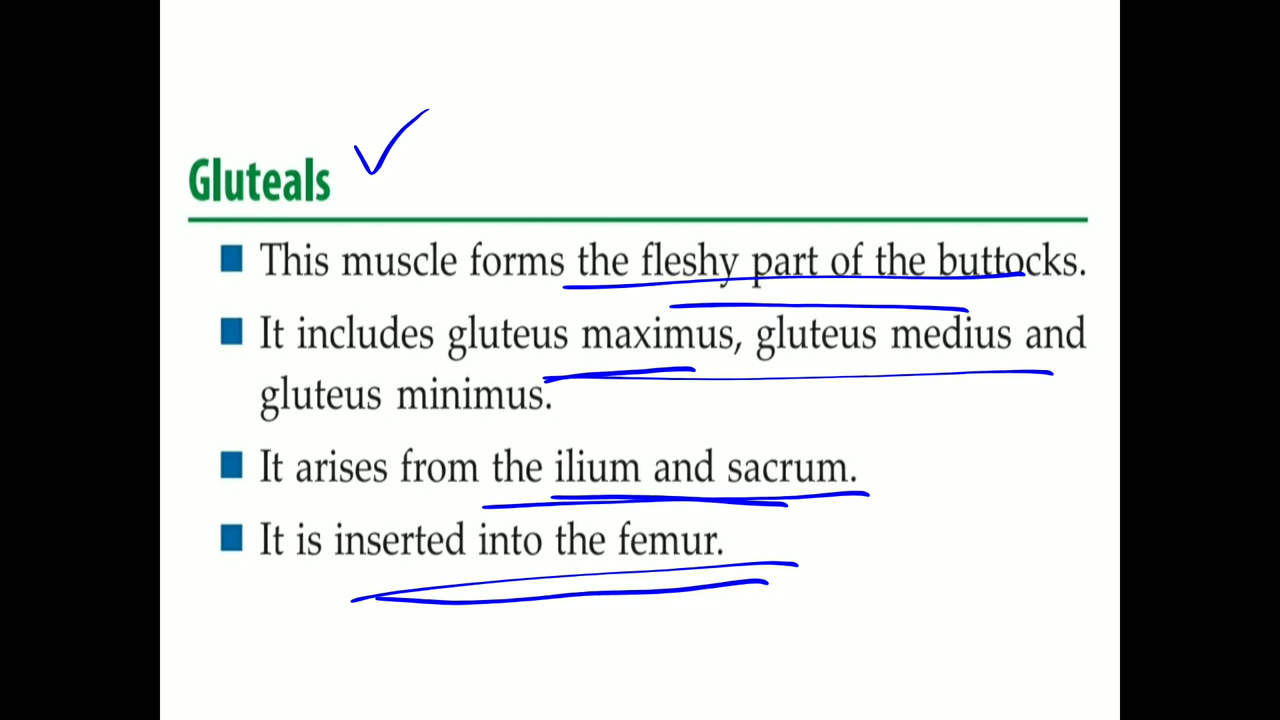 Gluteals
This muscle forms the fleshy part of the buttocks.
It includes gluteus maximus, gluteus medius and
gluteus minimus.
It arises from the ilium and sacrum.
It is inserted into the femur.